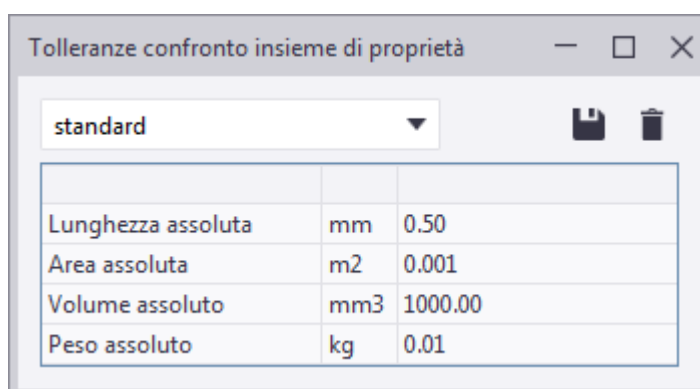 Tolleranze confronto insieme di proprietà
standard
Lunghezza assoluta mm 0.50
Area assoluta m2 0.001
Volume assoluto mm3 1000.00
Peso assoluto kg 0.01